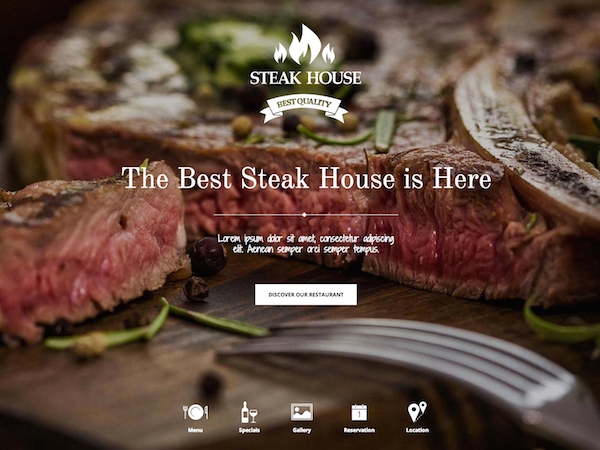 STEAK HOUSE
BEST QUALITY
The Best Steak House is Here
Lorem ipsum dolor sit amet, consectetur adipiscing
elit. Aenean semper orci semper tempus.
DISCOVER OUR RESTAURANT
1
Menu Specials Gallery Reservation Location